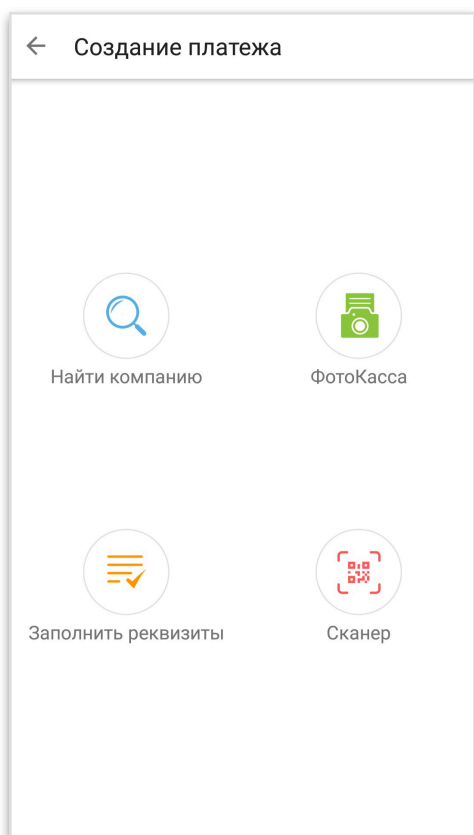 Создание платежа
Найти компанию
ФотоКасса
Заполнить реквизиты
Сканер